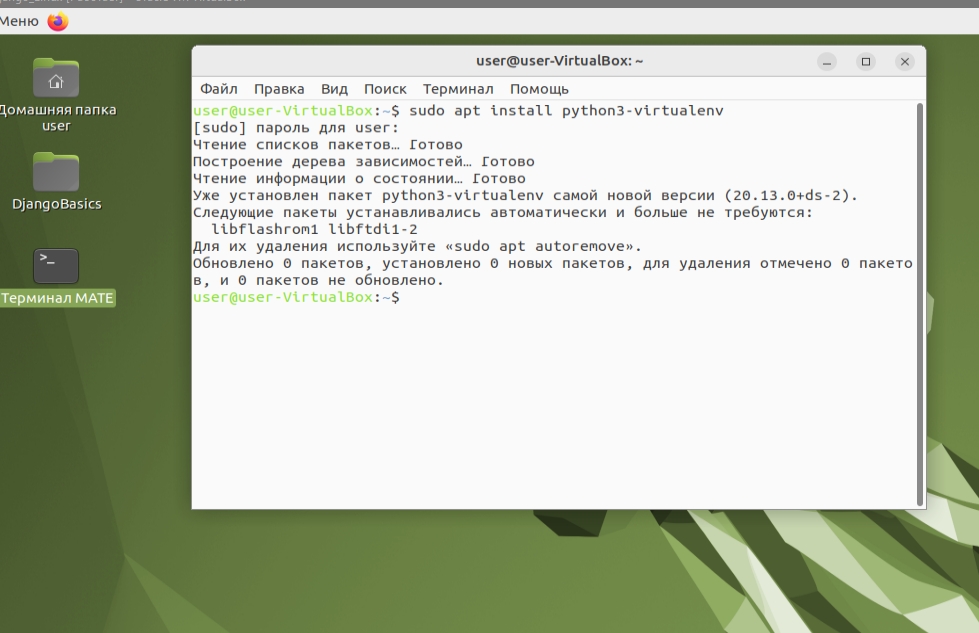 Меню
user@user-VirtualBox: ~
Файл Правка Вид Поиск Терминал Помощь
user@user-VirtualBox:~$ sudo apt install python3-virtualenv
[sudo] пароль для user:
Чтение списков пакетов… Готово
Построение дерева зависимостей… Готово
Чтение информации о состоянии… Готово
Уже установлен пакет python3-virtualenv самой новой версии (20.13.0+ds-2).
Следующие пакеты устанавливались автоматически и больше не требуются:
libflashrom1 libftdi1-2
Для их удаления используйте «sudo apt autoremove».
Обновлено 0 пакетов, установлено 0 новых пакетов, для удаления отмечено 0 пакето
в, и 0 пакетов не обновлено.
user@user-VirtualBox:~$
Домашняя папка
user
DjangoBasics
>_
Терминал MATE